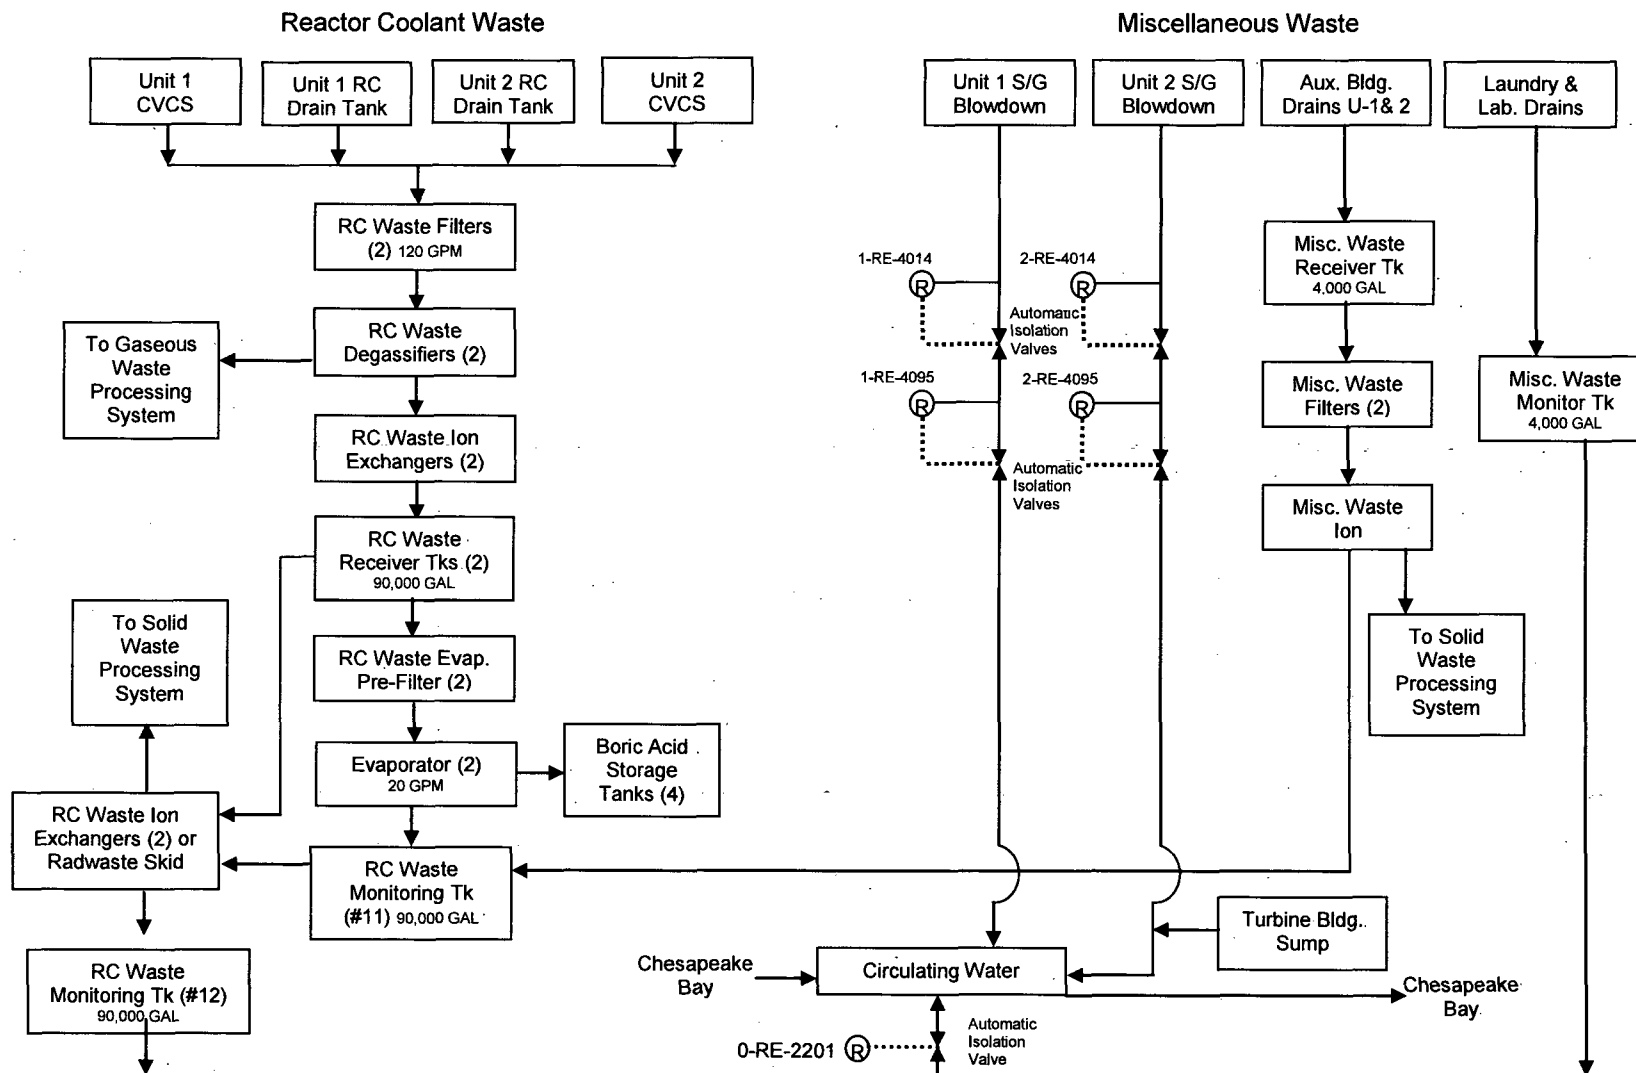 Reactor Coolant Waste
Miscellaneous Waste
Unit 1
CVCS
Unit 1 RC
Drain Tank
Unit 2 RC
Drain Tank
Unit 2
CVCS
Unit 1 S/G
Blowdown
Unit 2 S/G
Blowdown
Aux. Bldg.
Drains U-1& 2
Laundry &
Lab. Drains
RC Waste Filters
(2) 120 GPM
RC Waste
Degassifiers (2)
To Gaseous
Waste
Processing
System
RC Waste Ion
Exchangers (2)
RC Waste
Receiver Tks (2)
90,000 GAL
To Solid
Waste
Processing
System
RC Waste Evap.
Pre-Filter (2)
Evaporator (2)
20 GPM
Boric Acid
Storage
Tanks (4)
RC Waste Ion
Exchangers (2) or
Radwaste Skid
RC Waste
Monitoring Tk
(#11) 90,000 GAL
RC Waste
Monitoring Tk (#12)
90,000 GAL
1-RE-4014
R
2-RE-4014
R
Automatic
Isolation
Valves
1-RE-4095
R
2-RE-4095
R
Automatic
Isolation
Valves
Misc. Waste
Receiver Tk
4,000 GAL
Misc. Waste
Filters (2)
Misc. Waste
Monitor Tk
4,000 GAL
Misc. Waste
Ion
To Solid
Waste
Processing
System
Turbine Bldg.
Sump
Chesapeake
Bay
Circulating Water
Chesapeake
Bay
0-RE-2201 R
Automatic
Isolation
Valve